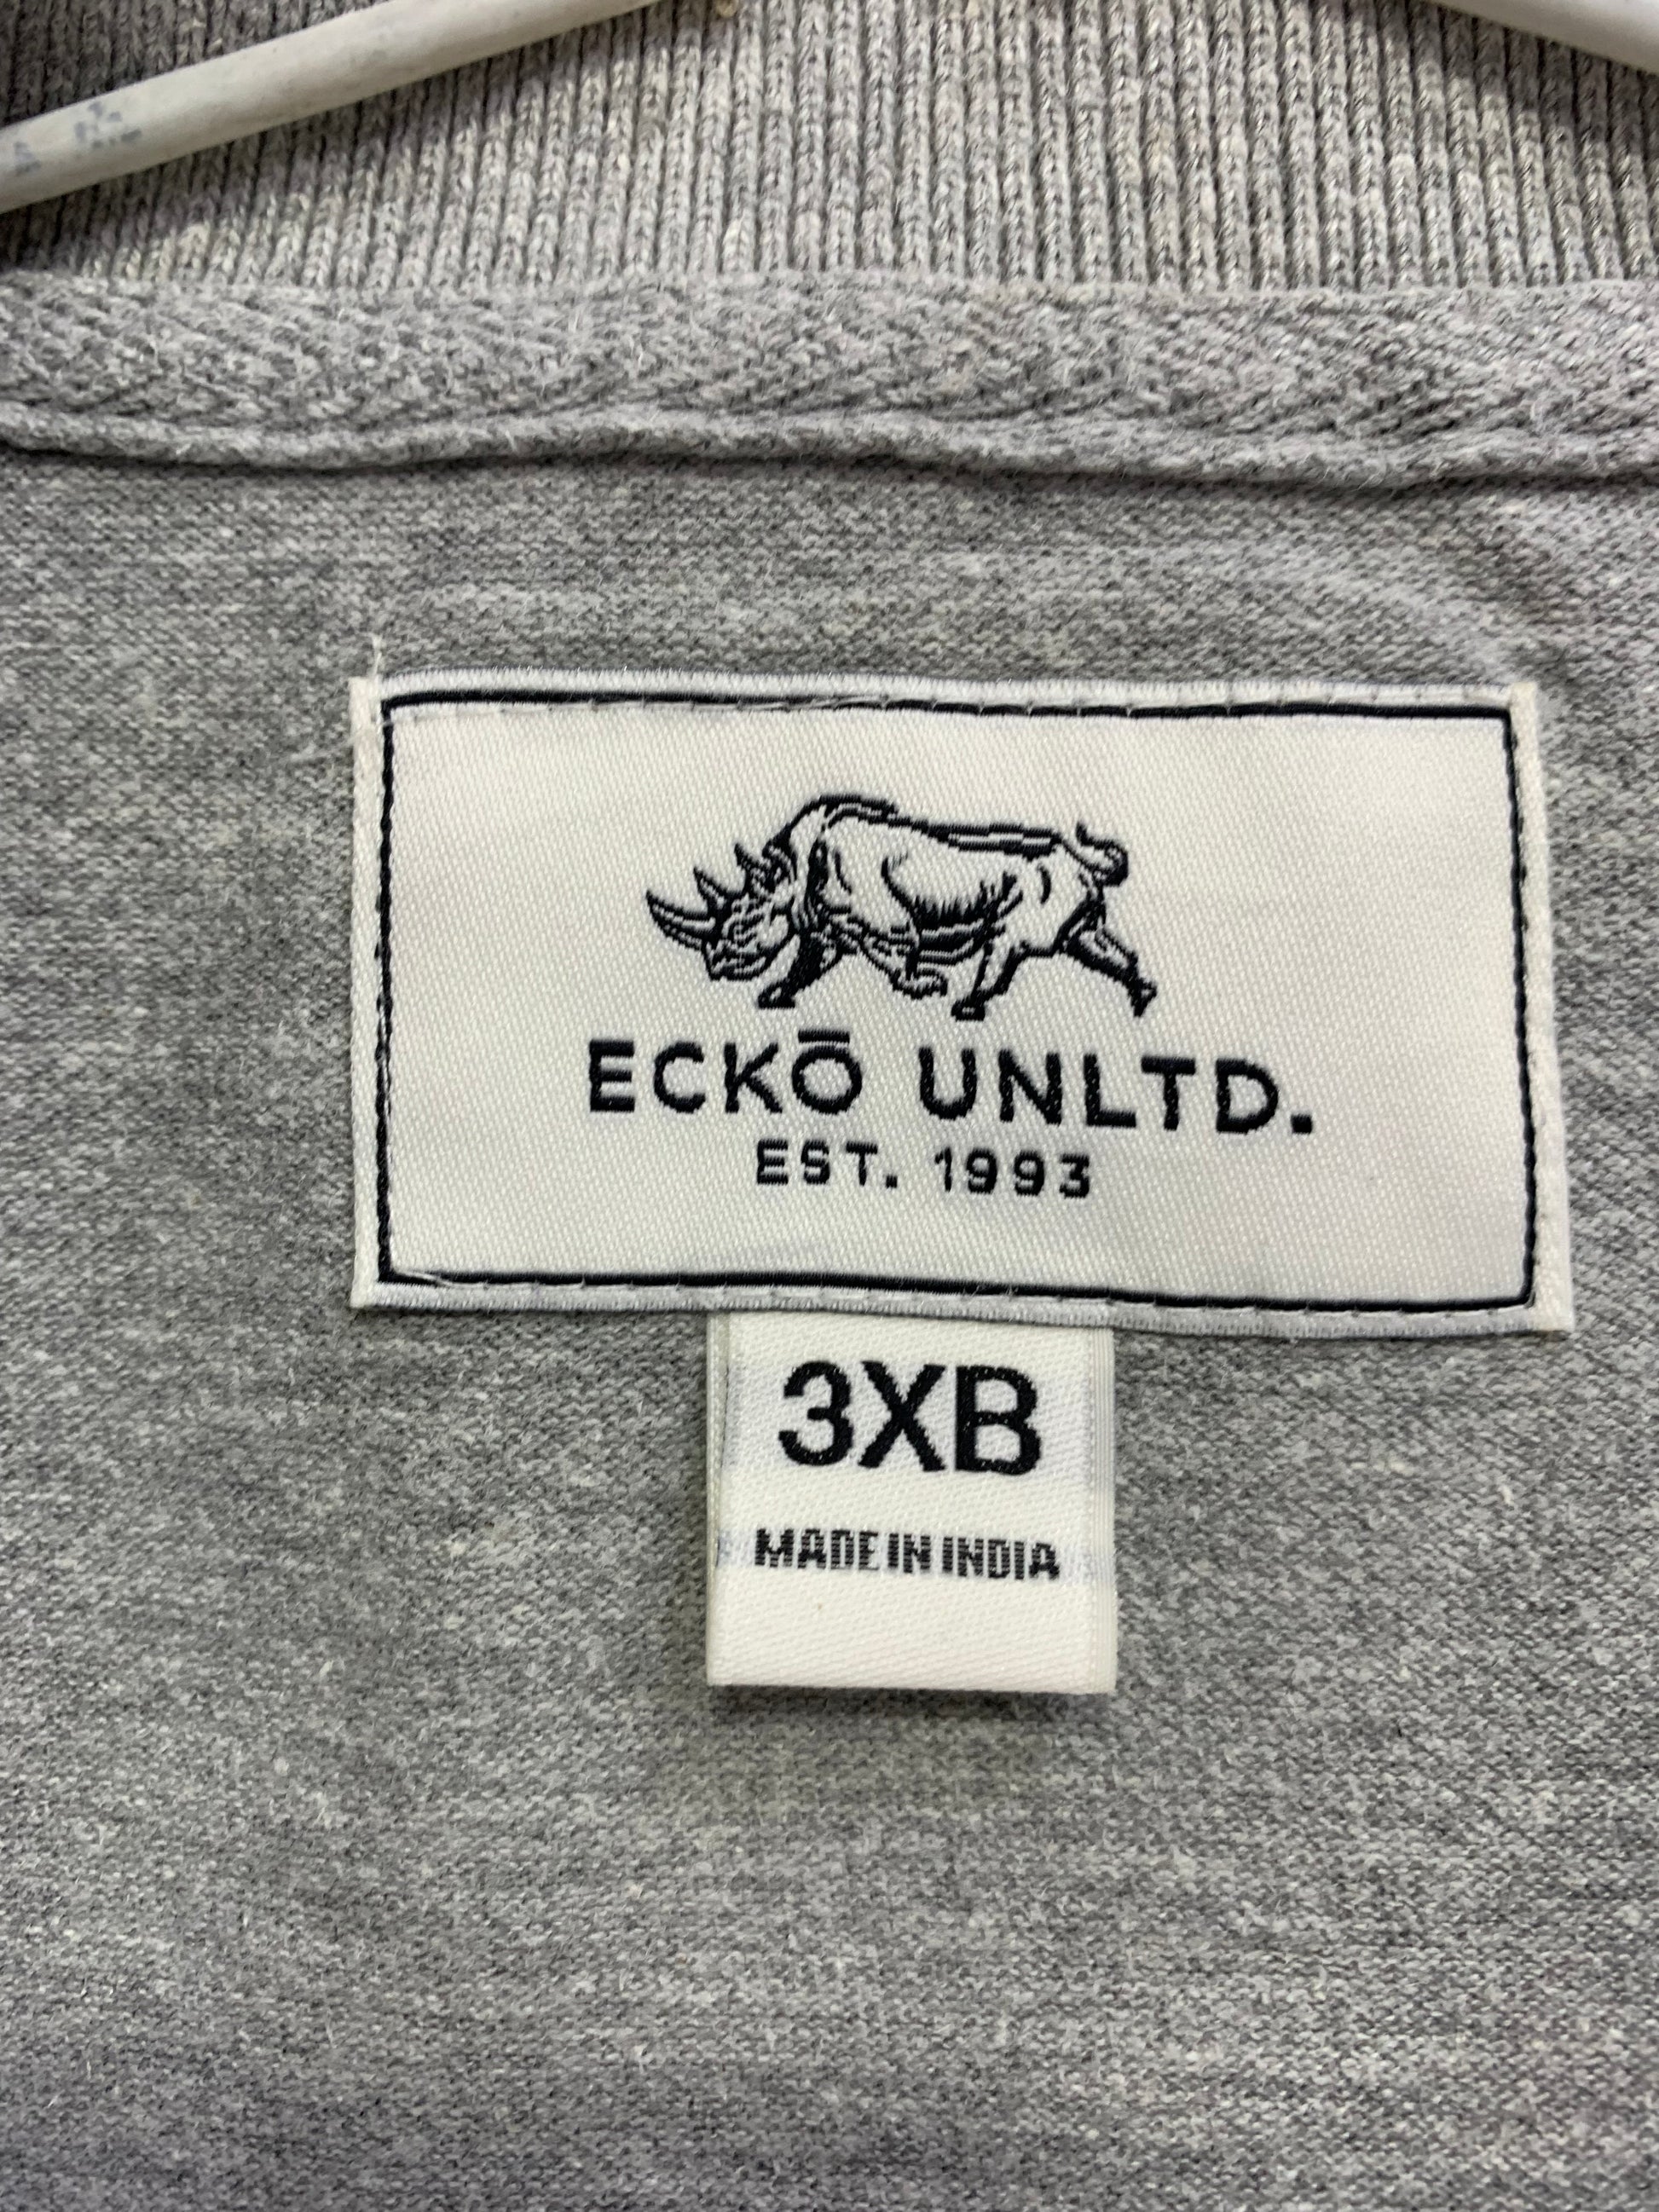 ECKŌ UNLTD.
EST. 1993
3XB
MADE IN INDIA